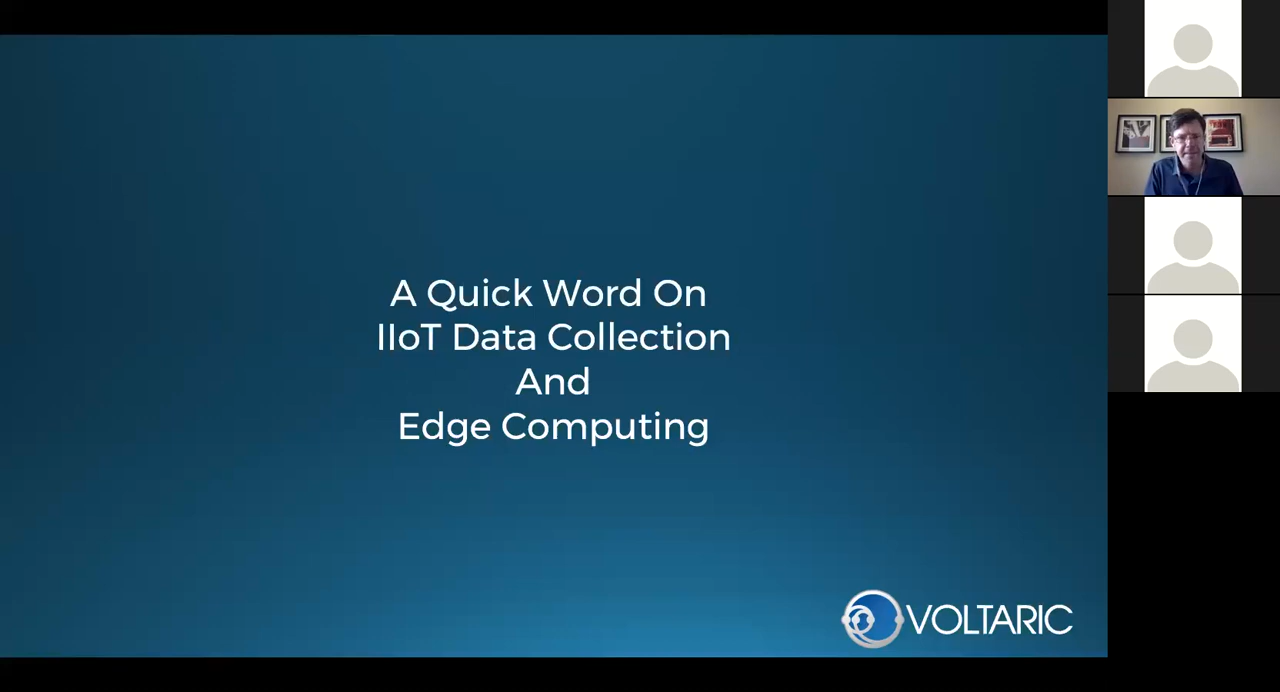 A Quick Word On
IIoT Data Collection
And
Edge Computing
VOLTARIC